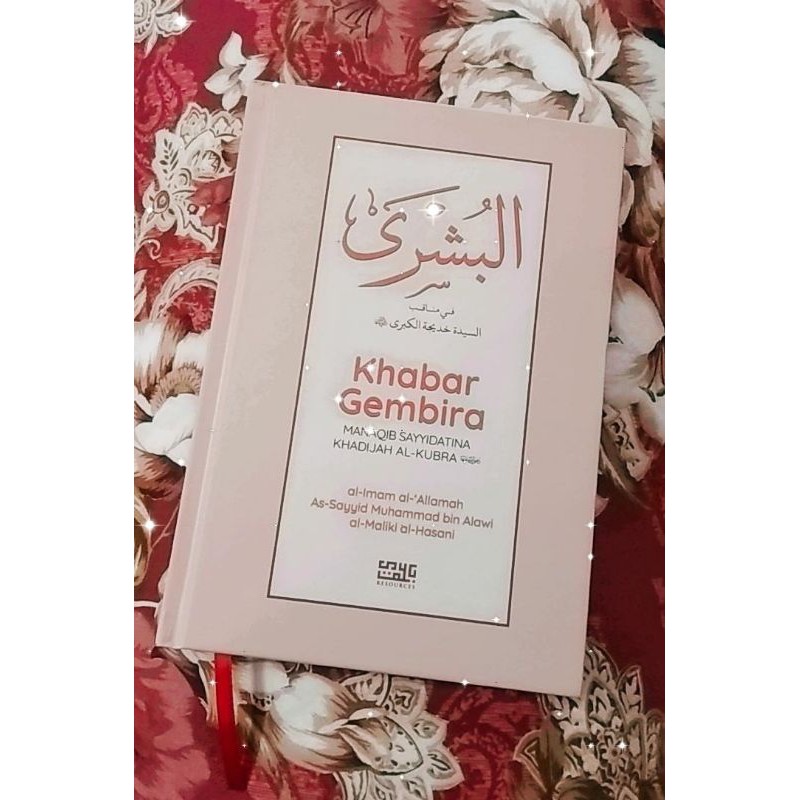 البُشرى
في مناقب
السيدة خديجة الكبرى
Khabar
Gembira
MANAQIB SAYYIDATINA
KHADIJAH AL-KUBRA
al-Imam al-'Allamah
As-Sayyid Muhammad bin Alawi
al-Maliki al-Hasani
RESOURCES